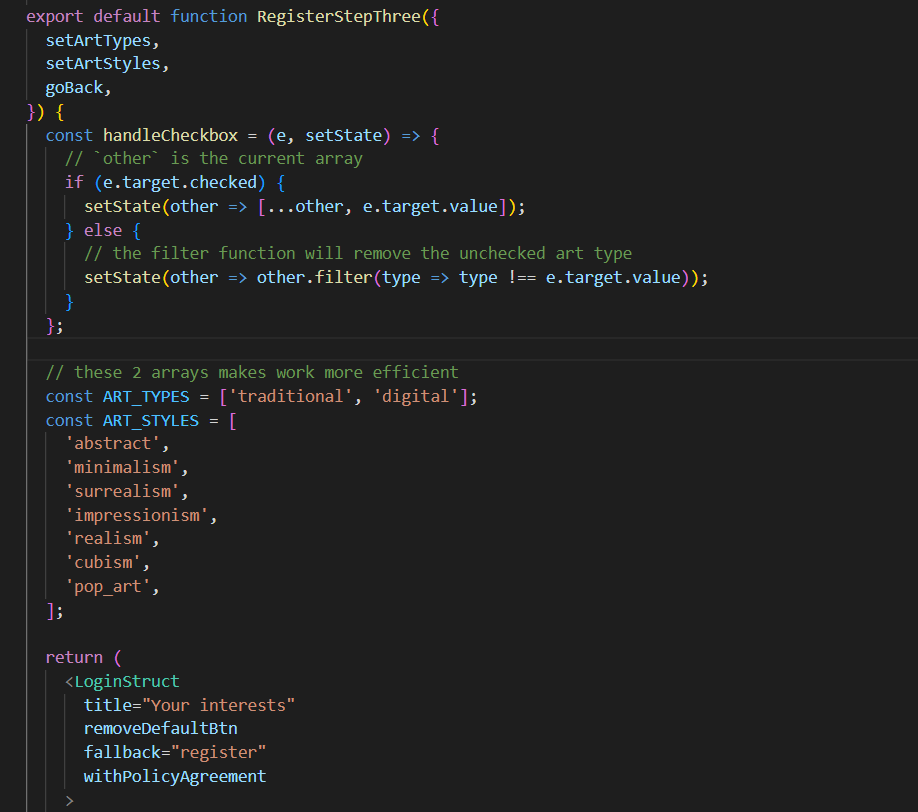 export default function RegisterStepThree({
  setArtTypes,
  setArtStyles,
  goBack,
}) {
  const handleCheckbox = (e, setState) => {
    // `other` is the current array
    if (e.target.checked) {
      setState(other => [...other, e.target.value]);
    } else {
      // the filter function will remove the unchecked art type
      setState(other => other.filter(type => type !== e.target.value));
    }
  };

  // these 2 arrays makes work more efficient
  const ART_TYPES = ['traditional', 'digital'];
  const ART_STYLES = [
    'abstract',
    'minimalism',
    'surrealism',
    'impressionism',
    'realism',
    'cubism',
    'pop_art',
  ];

  return (
    <LoginStruct
      title="Your interests"
      removeDefaultBtn
      fallback="register"
      withPolicyAgreement
    >